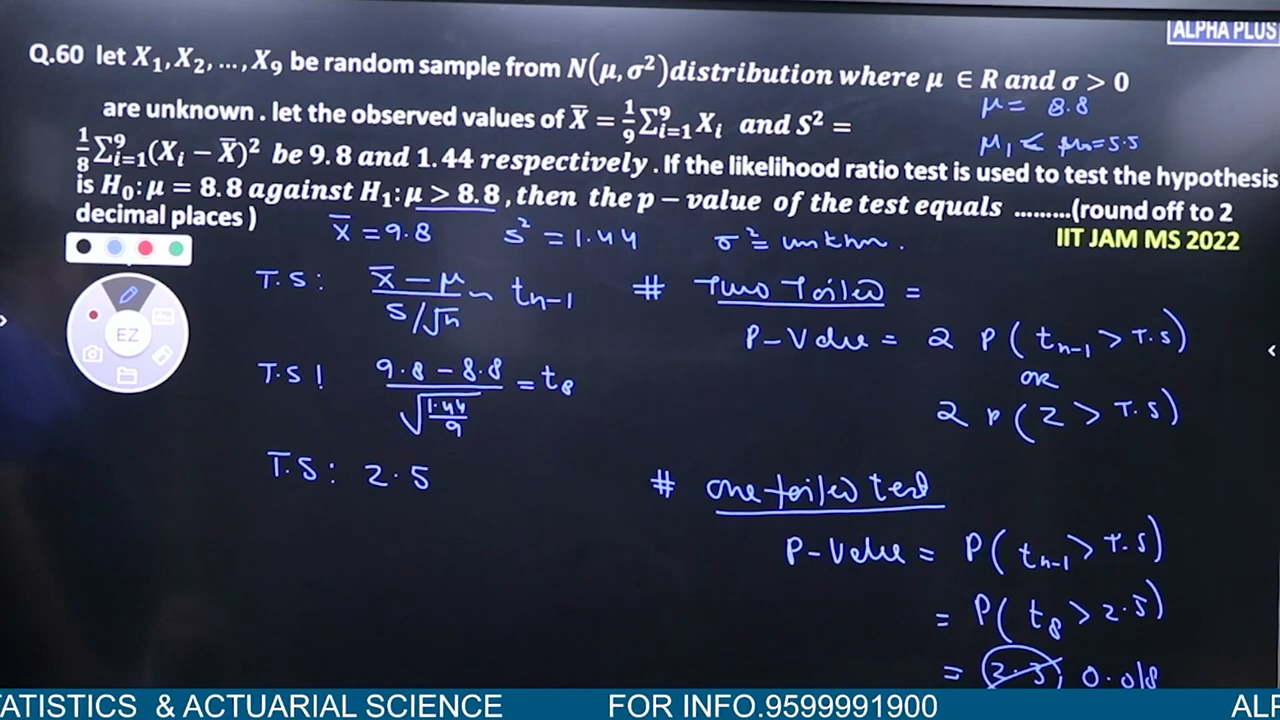 ALPHA PLUS
Q.60 let X₁, X₂, ..., X₉ be random sample from N(μ, σ²)distribution where μ ∈ R and σ > 0
μ = 8.8
are unknown . let the observed values of X̅ = 1/9 Σ⁹ᵢ₌₁ Xᵢ and S² =
μ₁ < μ₀=5.5
1/8 Σ⁹ᵢ₌₁(Xᵢ − X̅)² be 9.8 and 1.44 respectively . If the likelihood ratio test is used to test the hypothesis
is H₀: μ = 8.8 against H₁: μ > 8.8 , then the p − value of the test equals .........(round off to 2
decimal places )
IIT JAM MS 2022
x̅ = 9.8 s² = 1.44 σ² = unknn.
T.S: x̅ − μ / s/√n ~ tn−1
# Two Tailed =
P-Value = 2 P( tn−1 > T.S)
OR
2 P( Z > T.S)
T.S! 9.8 − 8.8 / √1.44/9 = t₈
T.S: 2.5
# one tailed test
P-Value = P( tn−1 > T.S)
= P( t₈ > 2.5)
= 0.018
EZ
ATISTICS & ACTUARIAL SCIENCE FOR INFO.9599991900 ALP